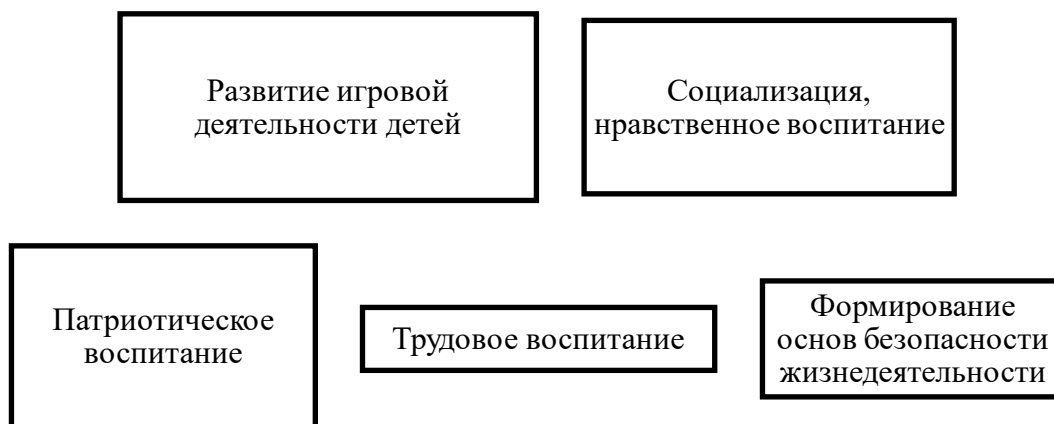 Развитие игровой
деятельности детей
Социализация,
нравственное воспитание
Патриотическое
воспитание
Трудовое воспитание
Формирование
основ безопасности
жизнедеятельности